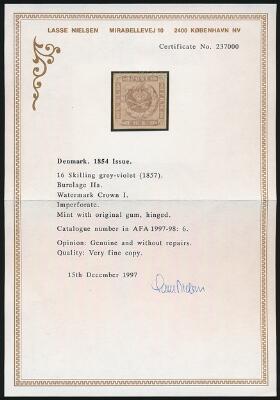 LASSE NIELSEN MIRABELLEVEJ 10 2400 KØBENHAVN NV
Certificate No. 237000
Denmark. 1854 Issue.
16 Skilling grey-violet (1857).
Burelage IIa.
Watermark Crown I.
Imperforate.
Mint with original gum, hinged.
Catalogue number in AFA 1997-98: 6.
Opinion: Genuine and without repairs.
Quality: Very fine copy.
15th December 1997